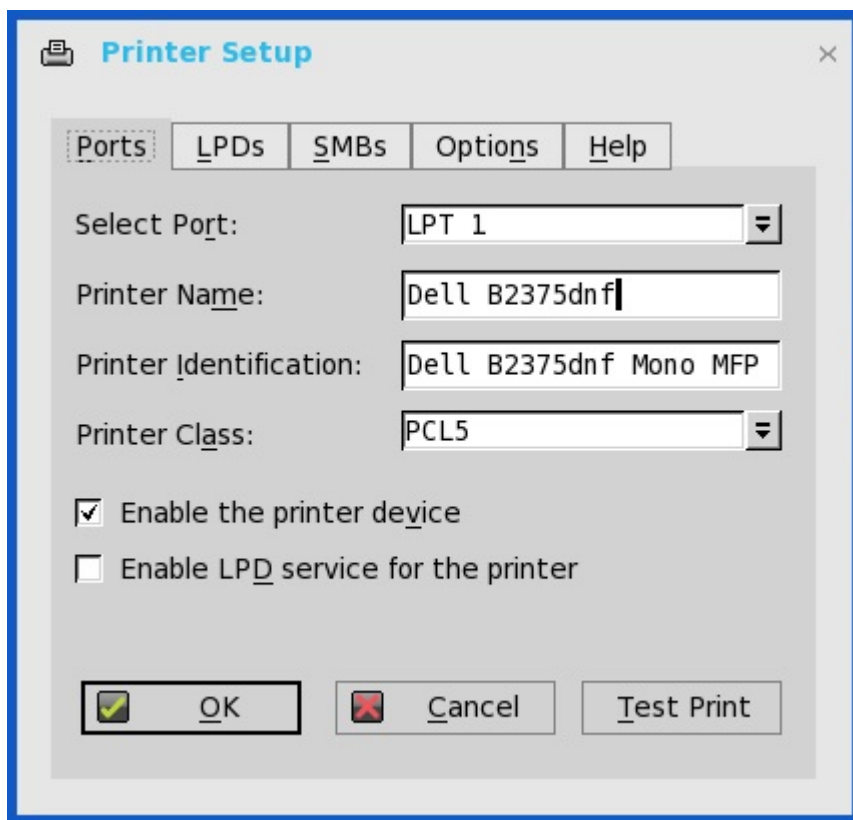 Printer Setup
Ports LPDs SMBs Options Help
Select Port: LPT 1
Printer Name: Dell B2375dnf
Printer Identification: Dell B2375dnf Mono MFP
Printer Class: PCL5
Enable the printer device
Enable LPD service for the printer
OK Cancel Test Print